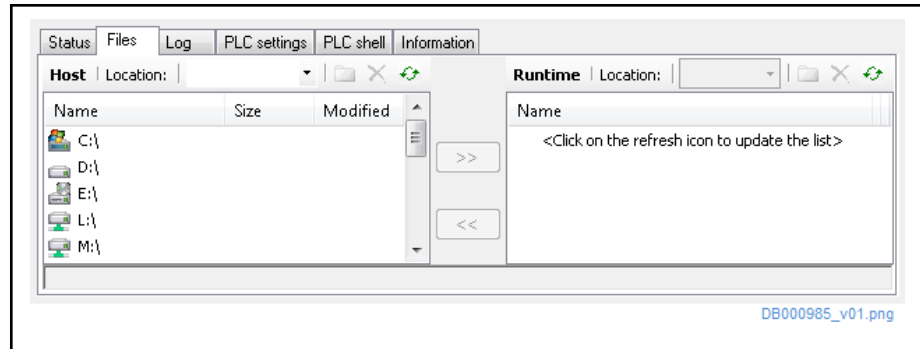 Status Files Log PLC settings PLC shell Information
Host Location: Runtime Location:
Name Size Modified Name
C:\ <Click on the refresh icon to update the list>
D:\
>>
E:\
L:\
<<
M:\
DB000985_v01.png